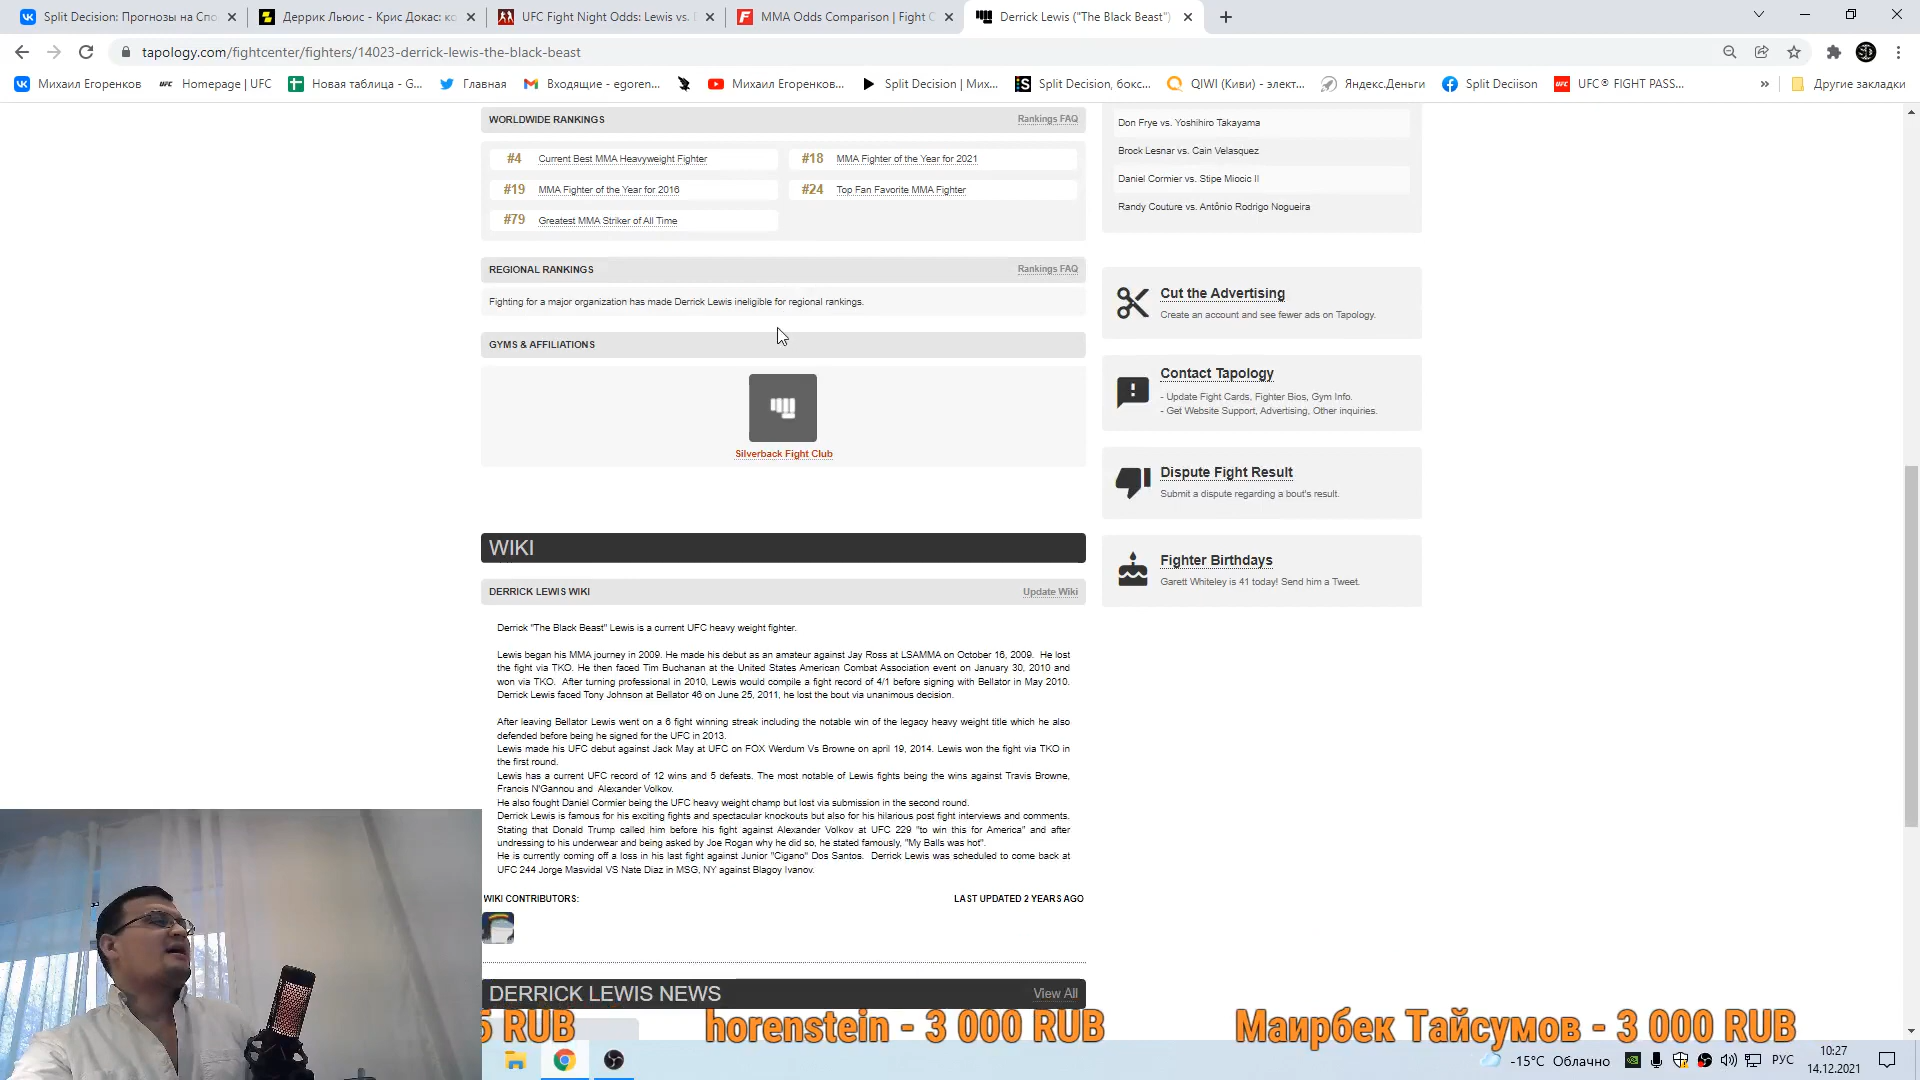 Split Decision: Прогнозы на Спо
Деррик Льюис - Крис Докас: ко
UFC Fight Night Odds: Lewis vs.
MMA Odds Comparison | Fight
Derrick Lewis ("The Black Beast")
tapology.com/fightcenter/fighters/14023-derrick-lewis-the-black-beast
Михаил Егоренков
Homepage | UFC
Новая таблица - G...
Главная
Входящие - egoren...
Михаил Егоренков...
Split Decision | Мих...
Split Decision, бокс...
QIWI (Киви) - элект...
Яндекс.Деньги
Split Deciison
UFC® FIGHT PASS...
»
Другие закладки
WORLDWIDE RANKINGS
Rankings FAQ
#4 Current Best MMA Heavyweight Fighter
#18 MMA Fighter of the Year for 2021
#19 MMA Fighter of the Year for 2016
#24 Top Fan Favorite MMA Fighter
#79 Greatest MMA Striker of All Time
REGIONAL RANKINGS
Rankings FAQ
Fighting for a major organization has made Derrick Lewis ineligible for regional rankings.
GYMS & AFFILIATIONS
Silverback Fight Club
WIKI
DERRICK LEWIS WIKI
Update Wiki
Derrick "The Black Beast" Lewis is a current UFC heavy weight fighter.
Lewis began his MMA journey in 2009. He made his debut as an amateur against Jay Ross at LSAMMA on October 16, 2009. He lost
the fight via TKO. He then faced Tim Buchanan at the United States American Combat Association event on January 30, 2010 and
won via TKO. After turning professional in 2010, Lewis would compile a fight record of 4/1 before signing with Bellator in May 2010.
Derrick Lewis faced Tony Johnson at Bellator 46 on June 25, 2011, he lost the bout via unanimous decision.
After leaving Bellator Lewis went on a 6 fight winning streak including the notable win of the legacy heavy weight title which he also
defended before being he signed for the UFC in 2013.
Lewis made his UFC debut against Jack May at UFC on FOX Werdum Vs Browne on april 19, 2014. Lewis won the fight via TKO in
the first round.
Lewis has a current UFC record of 12 wins and 5 defeats. The most notable of Lewis fights being the wins against Travis Browne,
Francis N'Gannou and Alexander Volkov.
He also fought Daniel Cormier being the UFC heavy weight champ but lost via submission in the second round.
Derrick Lewis is famous for his exciting fights and spectacular knockouts but also for his hilarious post fight interviews and comments.
Stating that Donald Trump called him before his fight against Alexander Volkov at UFC 229 "to win this for America" and after
undressing to his underwear and being asked by Joe Rogan why he did so, he stated famously, "My Balls was hot".
He is currently coming off a loss in his last fight against Junior "Cigano" Dos Santos. Derrick Lewis was scheduled to come back at
UFC 244 Jorge Masvidal VS Nate Diaz in MSG, NY against Blagoy Ivanov.
WIKI CONTRIBUTORS:
LAST UPDATED 2 YEARS AGO
DERRICK LEWIS NEWS
View All
Don Frye vs. Yoshihiro Takayama
Brock Lesnar vs. Cain Velasquez
Daniel Cormier vs. Stipe Miocic II
Randy Couture vs. Antônio Rodrigo Nogueira
Cut the Advertising
Create an account and see fewer ads on Tapology.
Contact Tapology
- Update Fight Cards, Fighter Bios, Gym Info.
- Get Website Support, Advertising, Other inquiries.
Dispute Fight Result
Submit a dispute regarding a bout's result.
Fighter Birthdays
Garett Whiteley is 41 today! Send him a Tweet.
5 RUB
horenstein - 3 000 RUB
Маирбек Тайсумов - 3 000 RUB
-15°C Облачно
РУС
10:27
14.12.2021